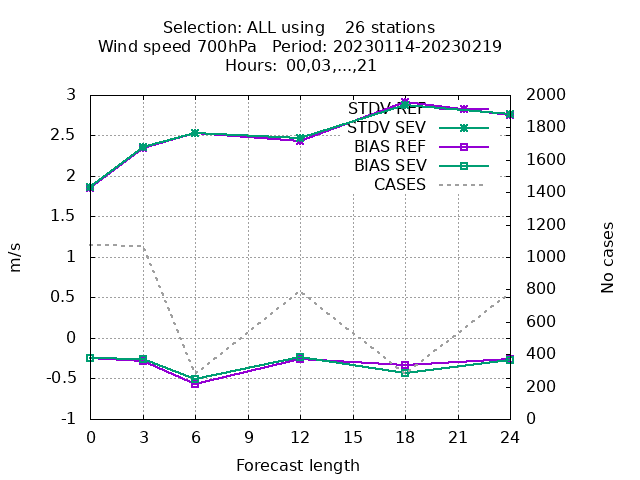 Selection: ALL using    26 stations
Wind speed 700hPa   Period: 20230114-20230219
Hours: 00,03,...,21
STDV REF
STDV SEV
BIAS REF
BIAS SEV
CASES
3
2.5
2
1.5
1
0.5
0
-0.5
-1
m/s
2000
1800
1600
1400
1200
1000
800
600
400
200
0
No cases
0 3 6 9 12 15 18 21 24
Forecast length